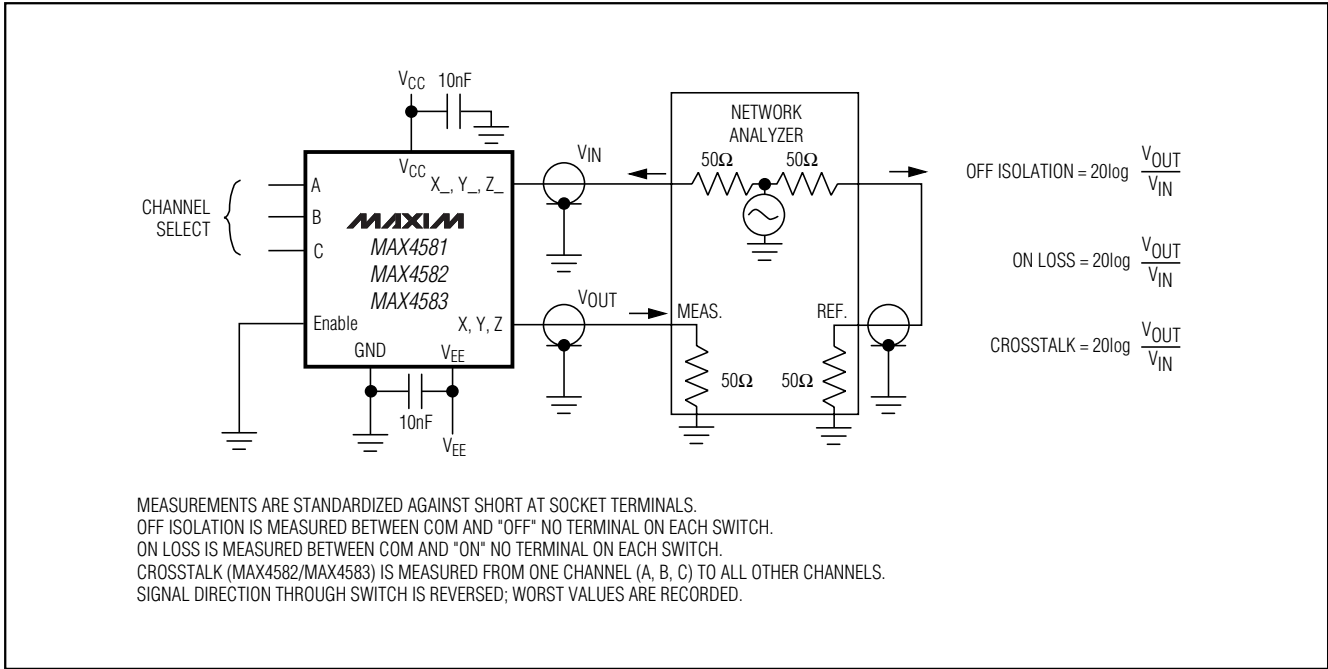 VCC 10nF
VCC
X_, Y_, Z_
A
B
C
CHANNEL
SELECT
MAXIM
MAX4581
MAX4582
MAX4583
Enable
GND
VEE
X, Y, Z
10nF
VEE
VIN
VOUT
NETWORK
ANALYZER
50Ω 50Ω
MEAS. REF.
50Ω 50Ω
OFF ISOLATION = 20log VOUT
VIN
ON LOSS = 20log VOUT
VIN
CROSSTALK = 20log VOUT
VIN
MEASUREMENTS ARE STANDARDIZED AGAINST SHORT AT SOCKET TERMINALS.
OFF ISOLATION IS MEASURED BETWEEN COM AND "OFF" NO TERMINAL ON EACH SWITCH.
ON LOSS IS MEASURED BETWEEN COM AND "ON" NO TERMINAL ON EACH SWITCH.
CROSSTALK (MAX4582/MAX4583) IS MEASURED FROM ONE CHANNEL (A, B, C) TO ALL OTHER CHANNELS.
SIGNAL DIRECTION THROUGH SWITCH IS REVERSED; WORST VALUES ARE RECORDED.